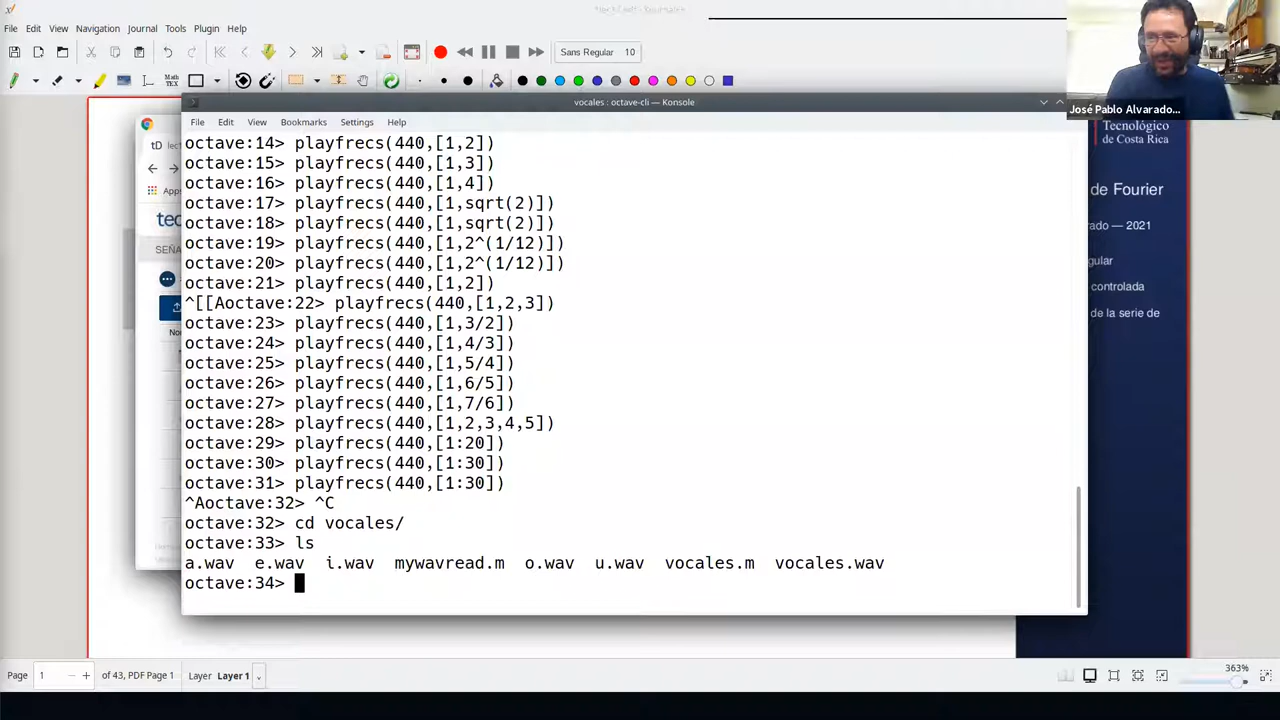 File Edit View Navigation Journal Tools Plugin Help
Sans Regular 10
Math
TEX
vocales : octave-cli — Konsole
File Edit View Bookmarks Settings Help
octave:14> playfrecs(440,[1,2])
octave:15> playfrecs(440,[1,3])
octave:16> playfrecs(440,[1,4])
octave:17> playfrecs(440,[1,sqrt(2)])
octave:18> playfrecs(440,[1,sqrt(2)])
octave:19> playfrecs(440,[1,2^(1/12)])
octave:20> playfrecs(440,[1,2^(1/12)])
octave:21> playfrecs(440,[1,2])
^[[Aoctave:22> playfrecs(440,[1,2,3])
octave:23> playfrecs(440,[1,3/2])
octave:24> playfrecs(440,[1,4/3])
octave:25> playfrecs(440,[1,5/4])
octave:26> playfrecs(440,[1,6/5])
octave:27> playfrecs(440,[1,7/6])
octave:28> playfrecs(440,[1,2,3,4,5])
octave:29> playfrecs(440,[1:20])
octave:30> playfrecs(440,[1:30])
octave:31> playfrecs(440,[1:30])
^Aoctave:32> ^C
octave:32> cd vocales/
octave:33> ls
a.wav e.wav i.wav mywavread.m o.wav u.wav vocales.m vocales.wav
octave:34>
tD lec
Apps
tec
SEÑA
No
José Pablo Alvarado...
Tecnológico
de Costa Rica
de Fourier
rado — 2021
gular
controlada
de la serie de
Page 1 of 43, PDF Page 1 Layer Layer 1
363%